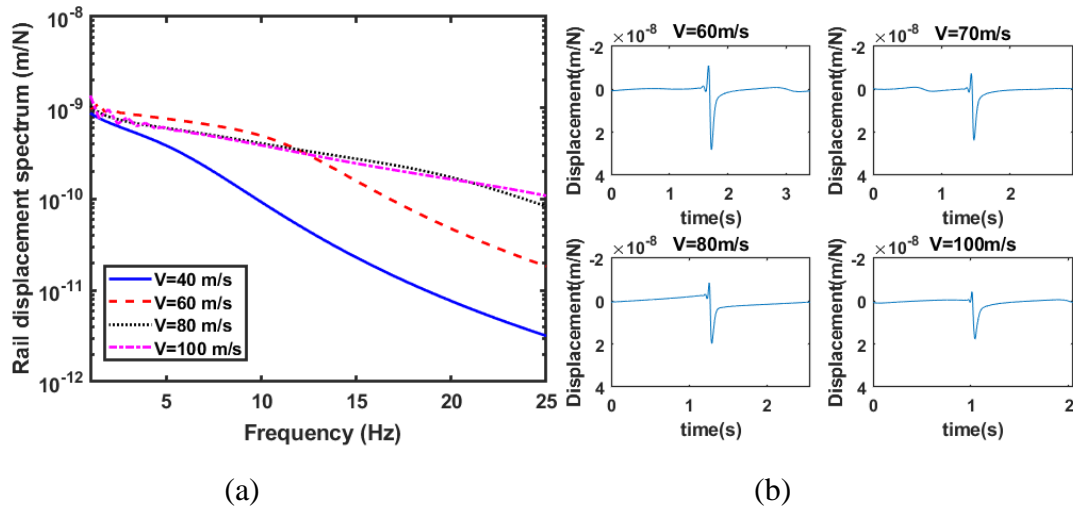 Rail displacement spectrum (m/N)
10^-8
10^-9
10^-10
10^-11
10^-12
5
10
15
20
25
Frequency (Hz)
V=40 m/s
V=60 m/s
V=80 m/s
V=100 m/s
(a)
×10^-8
V=60m/s
Displacement(m/N)
-2
0
2
4
0
1
2
3
time(s)
×10^-8
V=70m/s
Displacement(m/N)
-2
0
2
4
0
1
2
time(s)
×10^-8
V=80m/s
Displacement(m/N)
-2
0
2
4
0
1
2
time(s)
×10^-8
V=100m/s
Displacement(m/N)
-2
0
2
4
0
1
2
time(s)
(b)